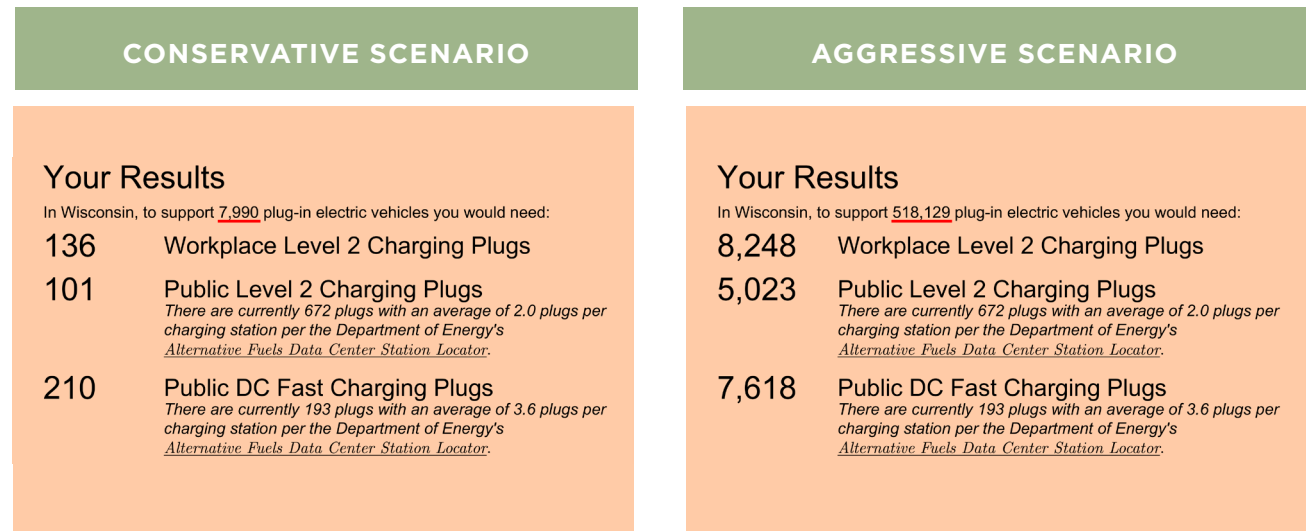 CONSERVATIVE SCENARIO
Your Results
In Wisconsin, to support 7,990 plug-in electric vehicles you would need:
136 Workplace Level 2 Charging Plugs
101 Public Level 2 Charging Plugs
There are currently 672 plugs with an average of 2.0 plugs per
charging station per the Department of Energy's
Alternative Fuels Data Center Station Locator.
210 Public DC Fast Charging Plugs
There are currently 193 plugs with an average of 3.6 plugs per
charging station per the Department of Energy's
Alternative Fuels Data Center Station Locator.
AGGRESSIVE SCENARIO
Your Results
In Wisconsin, to support 518,129 plug-in electric vehicles you would need:
8,248 Workplace Level 2 Charging Plugs
5,023 Public Level 2 Charging Plugs
There are currently 672 plugs with an average of 2.0 plugs per
charging station per the Department of Energy's
Alternative Fuels Data Center Station Locator.
7,618 Public DC Fast Charging Plugs
There are currently 193 plugs with an average of 3.6 plugs per
charging station per the Department of Energy's
Alternative Fuels Data Center Station Locator.